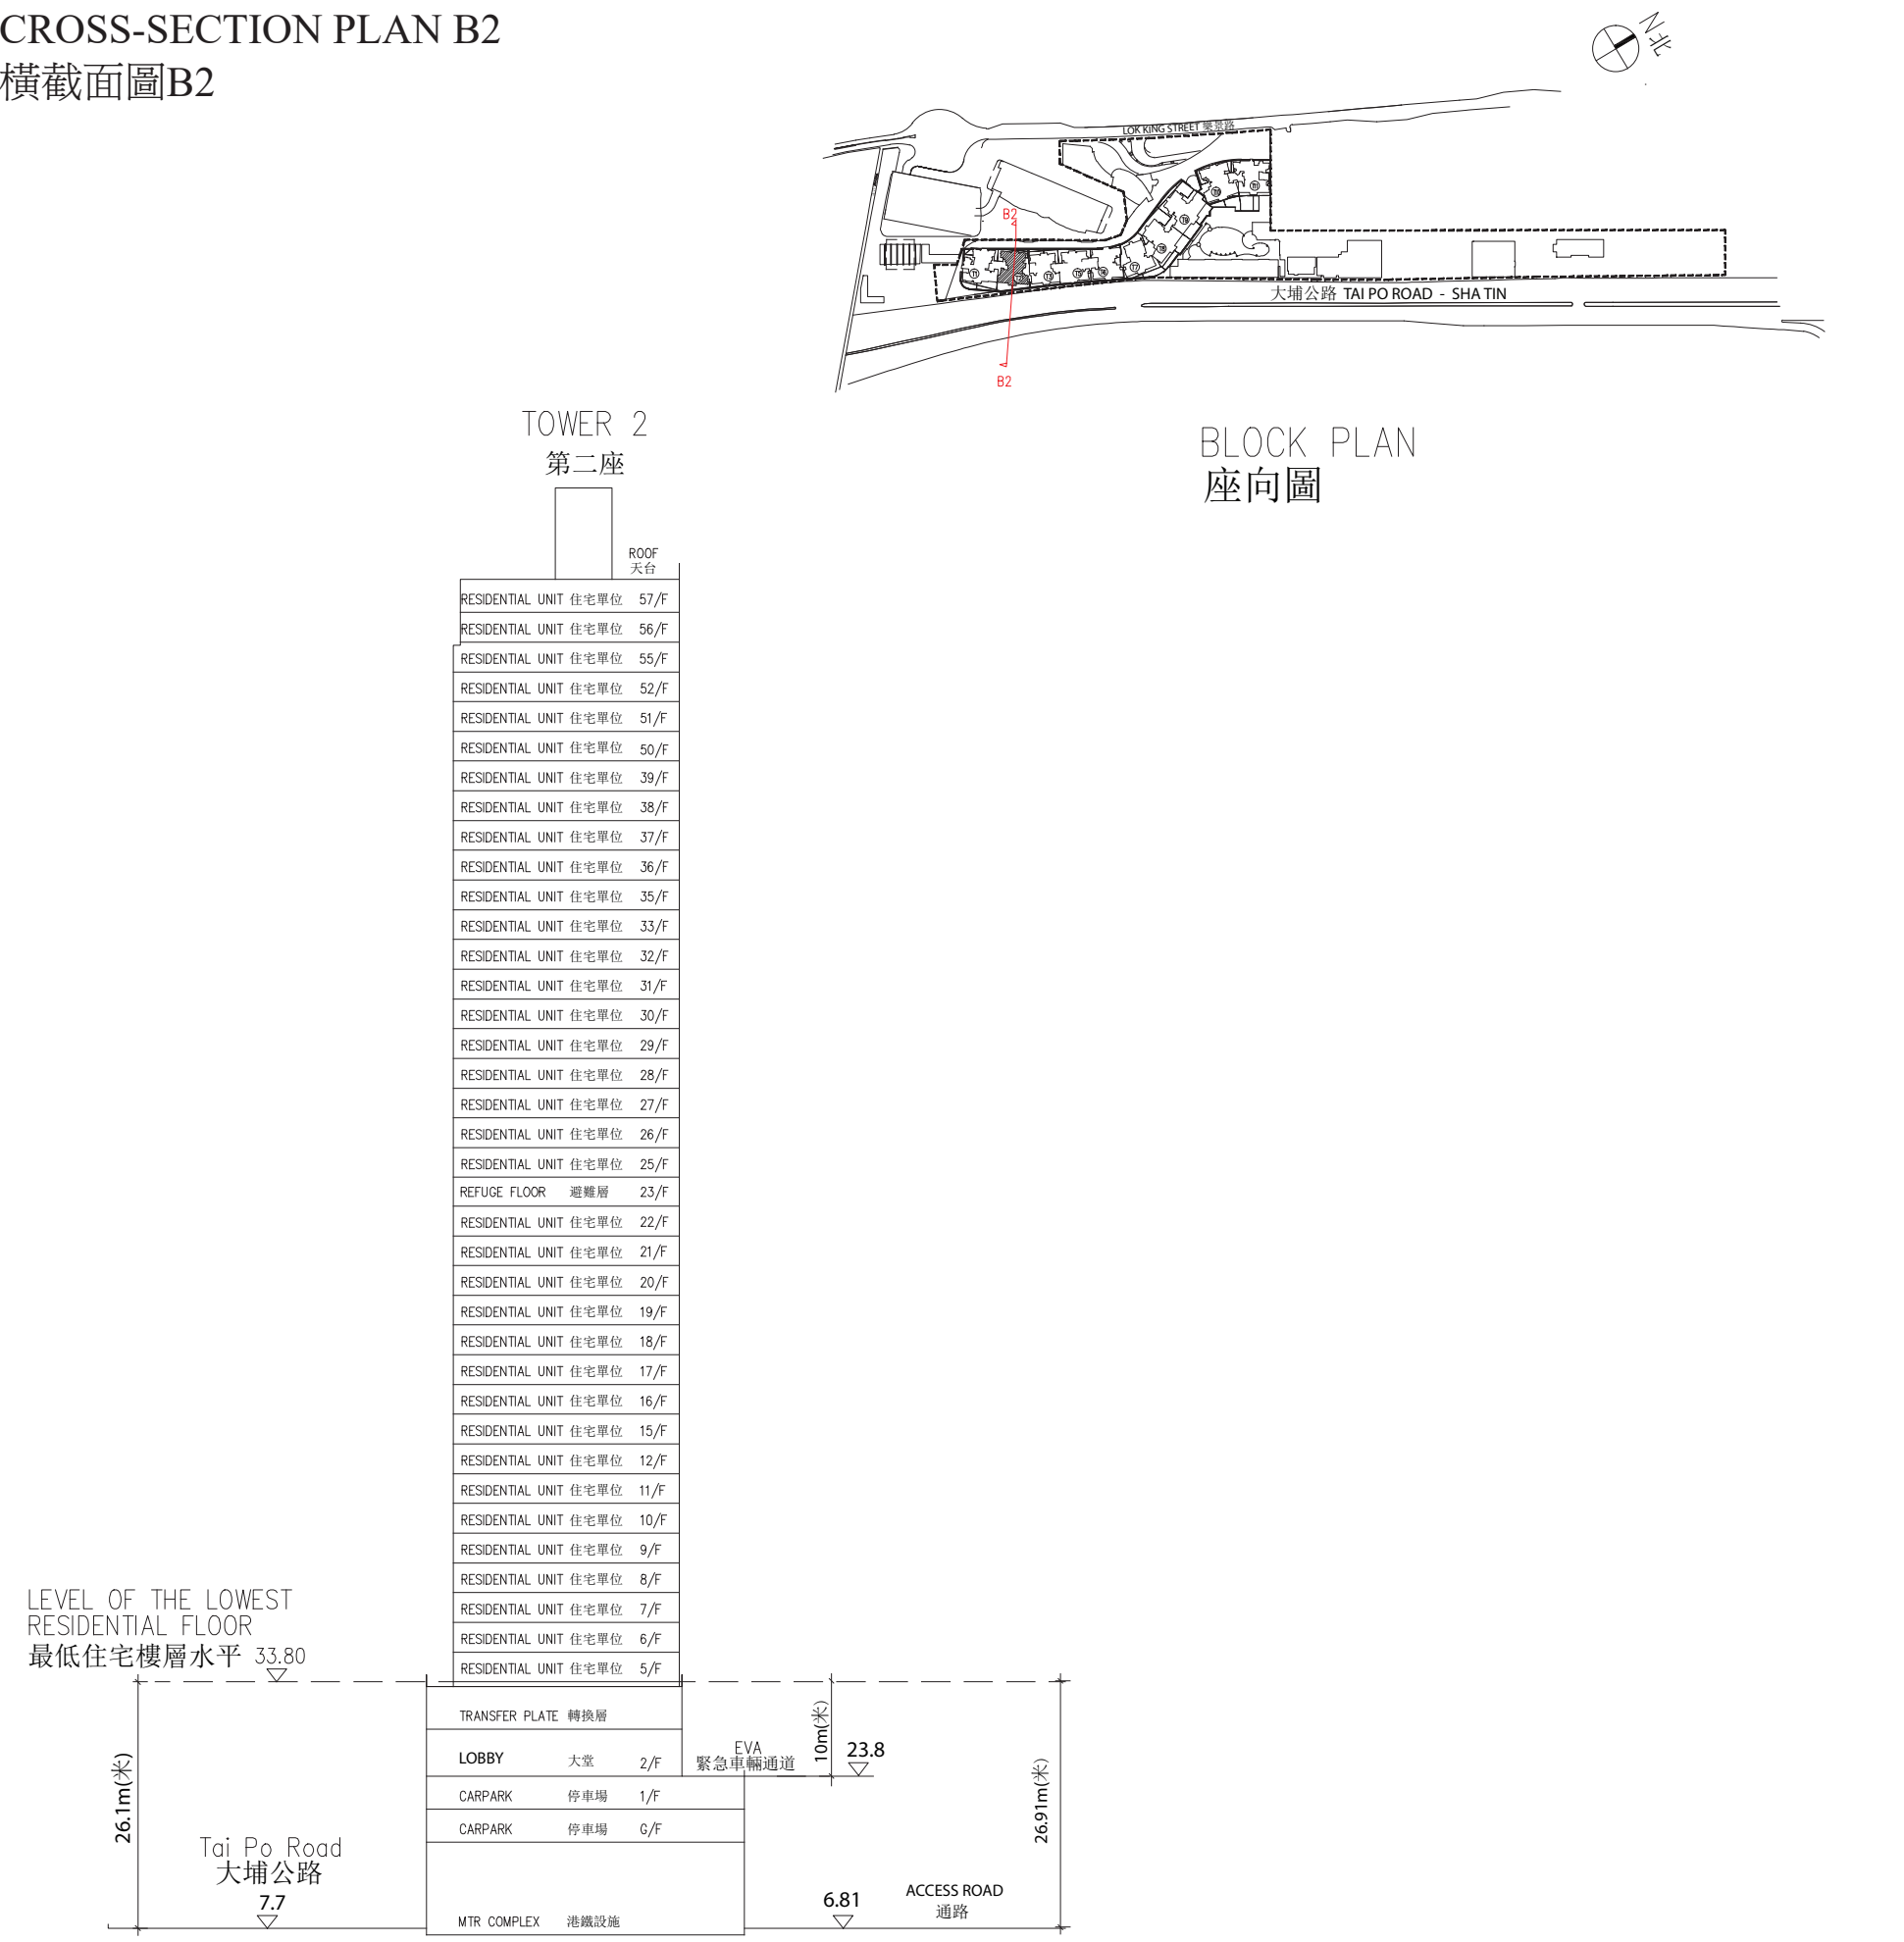 CROSS-SECTION PLAN B2
橫截面圖B2
N 北
LOK KING STREET 樂景路
B2
大埔公路 TAI PO ROAD - SHA TIN
B2
BLOCK PLAN
座向圖
TOWER 2
第二座
ROOF
天台
RESIDENTIAL UNIT 住宅單位 57/F
RESIDENTIAL UNIT 住宅單位 56/F
RESIDENTIAL UNIT 住宅單位 55/F
RESIDENTIAL UNIT 住宅單位 52/F
RESIDENTIAL UNIT 住宅單位 51/F
RESIDENTIAL UNIT 住宅單位 50/F
RESIDENTIAL UNIT 住宅單位 39/F
RESIDENTIAL UNIT 住宅單位 38/F
RESIDENTIAL UNIT 住宅單位 37/F
RESIDENTIAL UNIT 住宅單位 36/F
RESIDENTIAL UNIT 住宅單位 35/F
RESIDENTIAL UNIT 住宅單位 33/F
RESIDENTIAL UNIT 住宅單位 32/F
RESIDENTIAL UNIT 住宅單位 31/F
RESIDENTIAL UNIT 住宅單位 30/F
RESIDENTIAL UNIT 住宅單位 29/F
RESIDENTIAL UNIT 住宅單位 28/F
RESIDENTIAL UNIT 住宅單位 27/F
RESIDENTIAL UNIT 住宅單位 26/F
RESIDENTIAL UNIT 住宅單位 25/F
REFUGE FLOOR 避難層 23/F
RESIDENTIAL UNIT 住宅單位 22/F
RESIDENTIAL UNIT 住宅單位 21/F
RESIDENTIAL UNIT 住宅單位 20/F
RESIDENTIAL UNIT 住宅單位 19/F
RESIDENTIAL UNIT 住宅單位 18/F
RESIDENTIAL UNIT 住宅單位 17/F
RESIDENTIAL UNIT 住宅單位 16/F
RESIDENTIAL UNIT 住宅單位 15/F
RESIDENTIAL UNIT 住宅單位 12/F
RESIDENTIAL UNIT 住宅單位 11/F
RESIDENTIAL UNIT 住宅單位 10/F
RESIDENTIAL UNIT 住宅單位 9/F
RESIDENTIAL UNIT 住宅單位 8/F
RESIDENTIAL UNIT 住宅單位 7/F
RESIDENTIAL UNIT 住宅單位 6/F
RESIDENTIAL UNIT 住宅單位 5/F
LEVEL OF THE LOWEST
RESIDENTIAL FLOOR
最低住宅樓層水平 33.80
TRANSFER PLATE 轉換層
LOBBY 大堂 2/F
EVA
緊急車輛通道
10m(米)
23.8
CARPARK 停車場 1/F
CARPARK 停車場 G/F
26.1m(米)
26.91m(米)
Tai Po Road
大埔公路
7.7
MTR COMPLEX 港鐵設施
6.81
ACCESS ROAD
通路